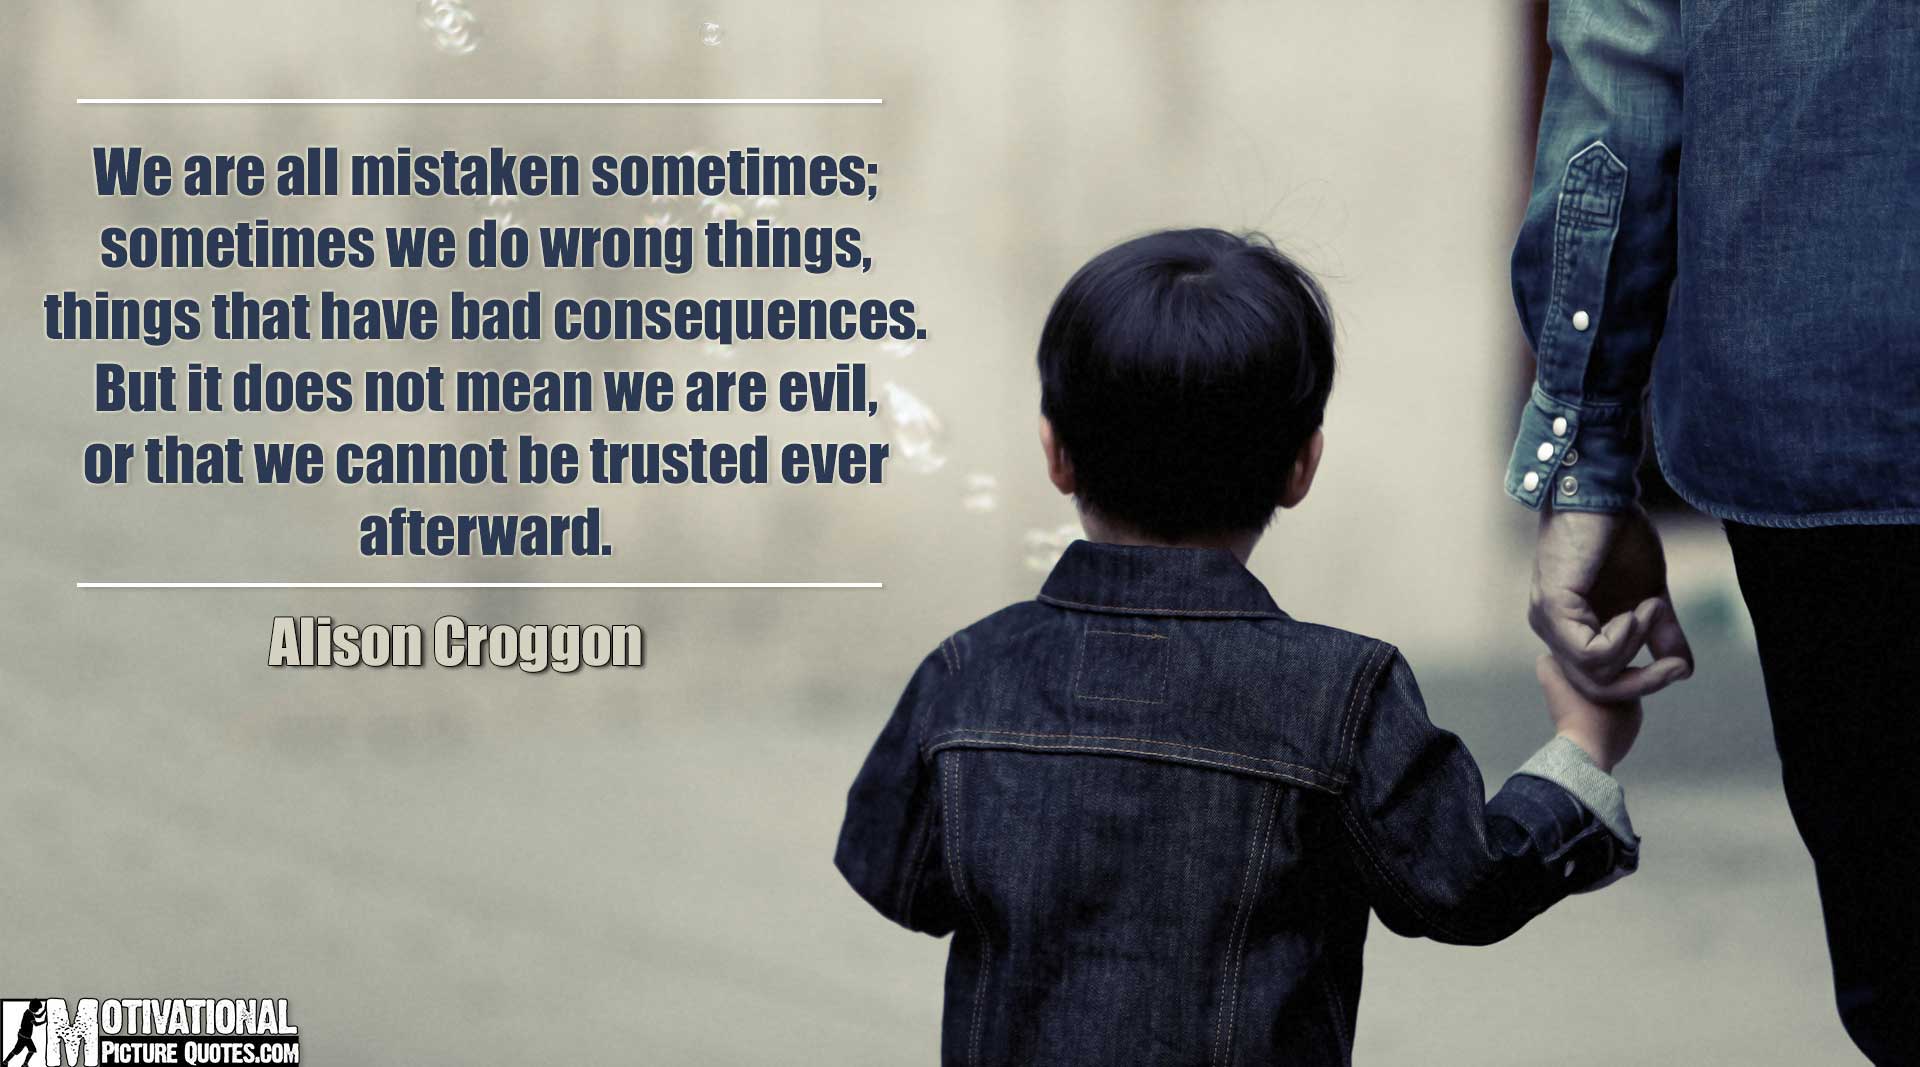 We are all mistaken sometimes;
sometimes we do wrong things,
things that have bad consequences.
But it does not mean we are evil,
or that we cannot be trusted ever
afterward.
Alison Croggon
MOTIVATIONAL
PICTURE QUOTES.COM